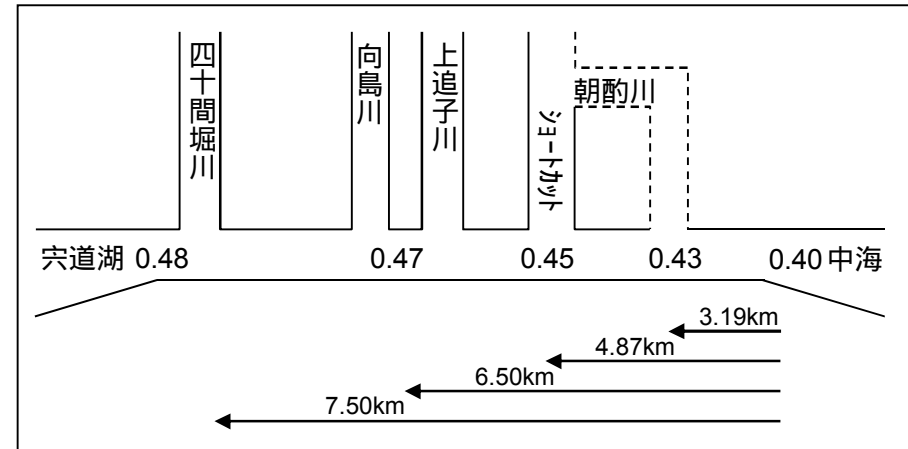 四十間堀川
向島川
上追子川
ショートカット
朝酌川
宍道湖 0.48 0.47 0.45 0.43 0.40 中海
3.19km
4.87km
6.50km
7.50km